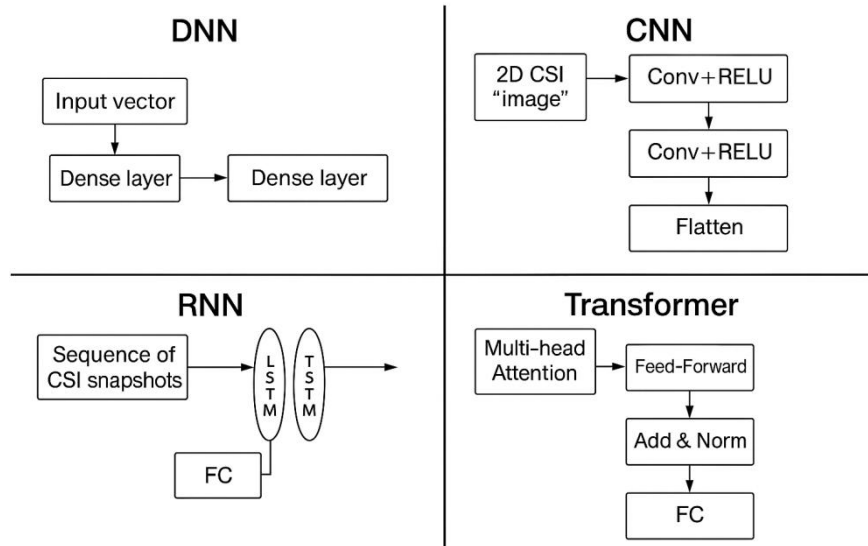 DNN
Input vector
Dense layer
Dense layer
CNN
2D CSI
“image”
Conv+RELU
Conv+RELU
Flatten
RNN
Sequence of
CSI snapshots
LSTM
TSTM
FC
Transformer
Multi-head
Attention
Feed-Forward
Add & Norm
FC